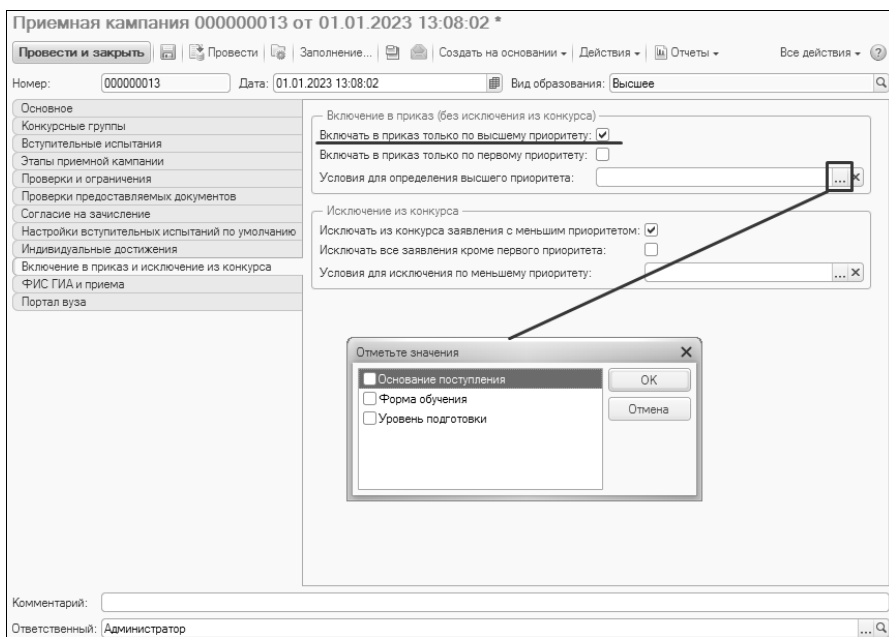 Приемная кампания 000000013 от 01.01.2023 13:08:02 *
Провести и закрыть Провести Заполнение... Создать на основании Действия Отчеты Все действия ?
Номер: 000000013 Дата: 01.01.2023 13:08:02 Вид образования: Высшее
Основное
Конкурсные группы
Вступительные испытания
Этапы приемной кампании
Проверки и ограничения
Проверки предоставляемых документов
Согласие на зачисление
Настройки вступительных испытаний по умолчанию
Индивидуальные достижения
Включение в приказ и исключение из конкурса
ФИС ГИА и приема
Портал вуза
Включение в приказ (без исключения из конкурса)
Включать в приказ только по высшему приоритету:
Включать в приказ только по первому приоритету:
Условия для определения высшего приоритета: ... x
Исключение из конкурса
Исключать из конкурса заявления с меньшим приоритетом:
Исключать все заявления кроме первого приоритета:
Условия для исключения по меньшему приоритету: ... x
Отметьте значения
Основание поступления
Форма обучения
Уровень подготовки
OK
Отмена
Комментарий:
Ответственный: Администратор ...